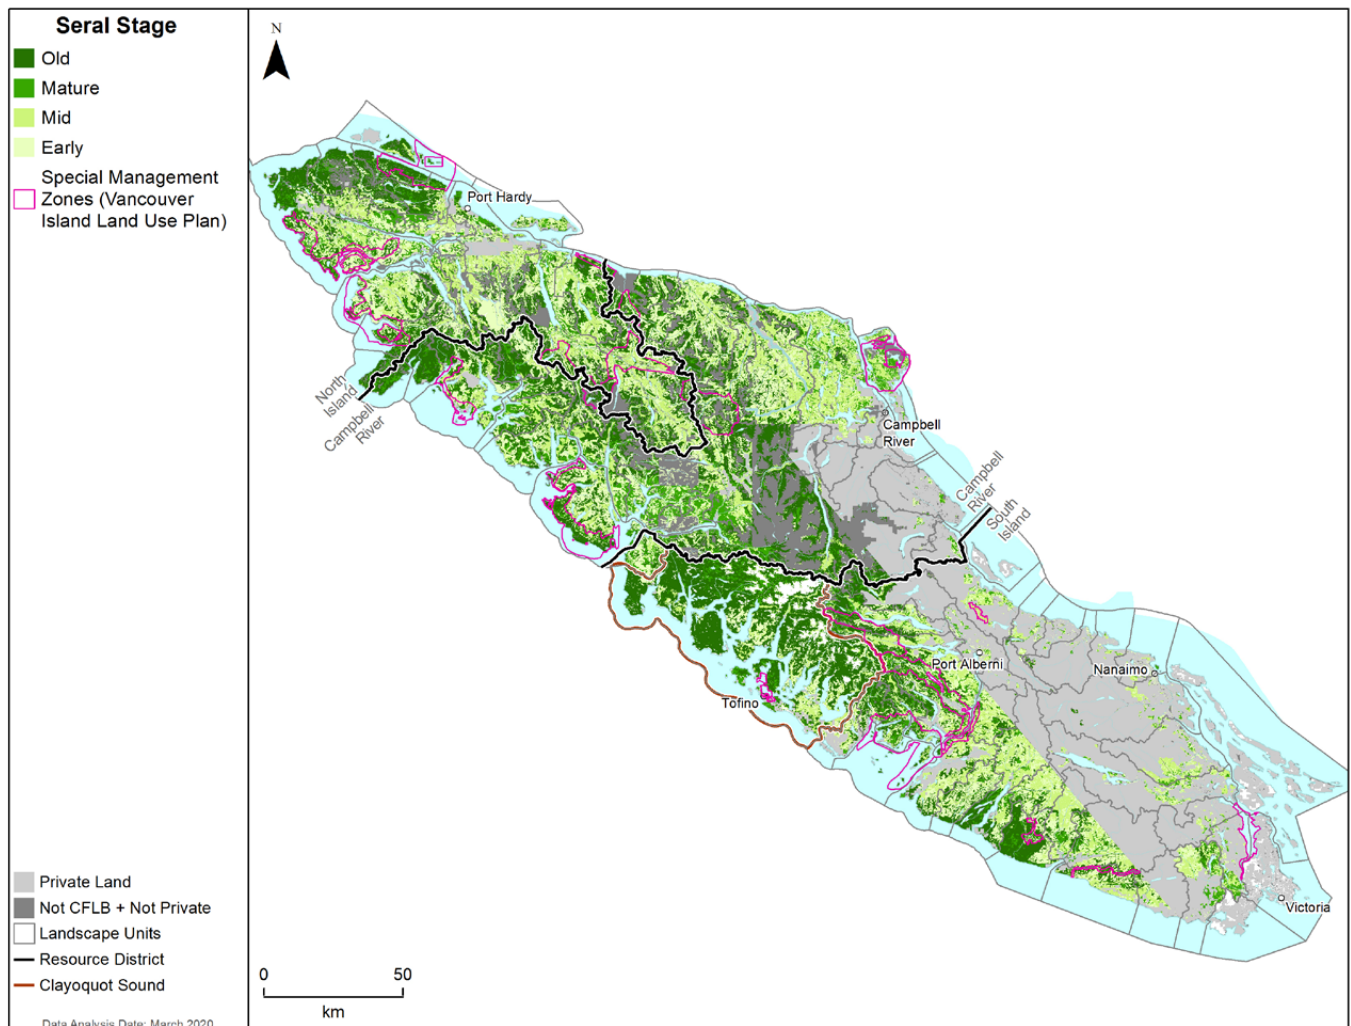 Seral Stage
Old
Mature
Mid
Early
Special Management
Zones (Vancouver
Island Land Use Plan)
Private Land
Not CFLB + Not Private
Landscape Units
Resource District
Clayoquot Sound
Data Analysis Date: March 2020
N
Port Hardy
North
Island
Campbell
River
Campbell
River
Campbell
River
South
Island
Port Alberni
Nanaimo
Tofino
Victoria
0 50
km